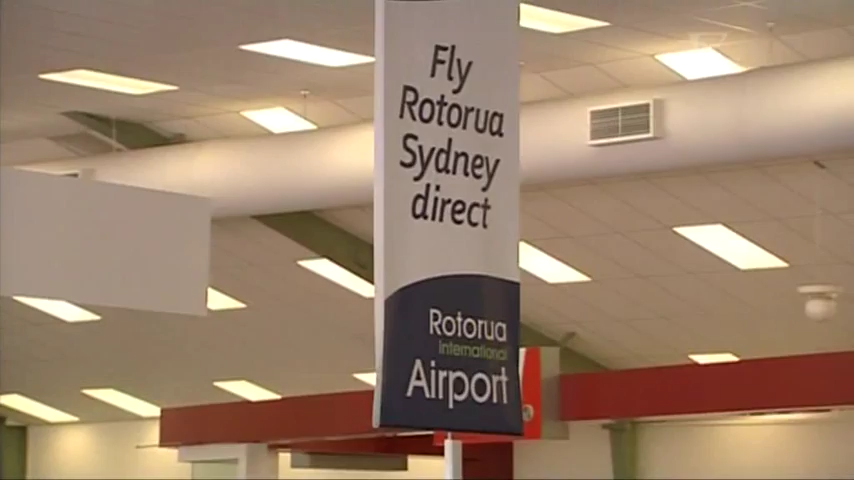 Fly
Rotorua
Sydney
direct
Rotorua
International
Airport